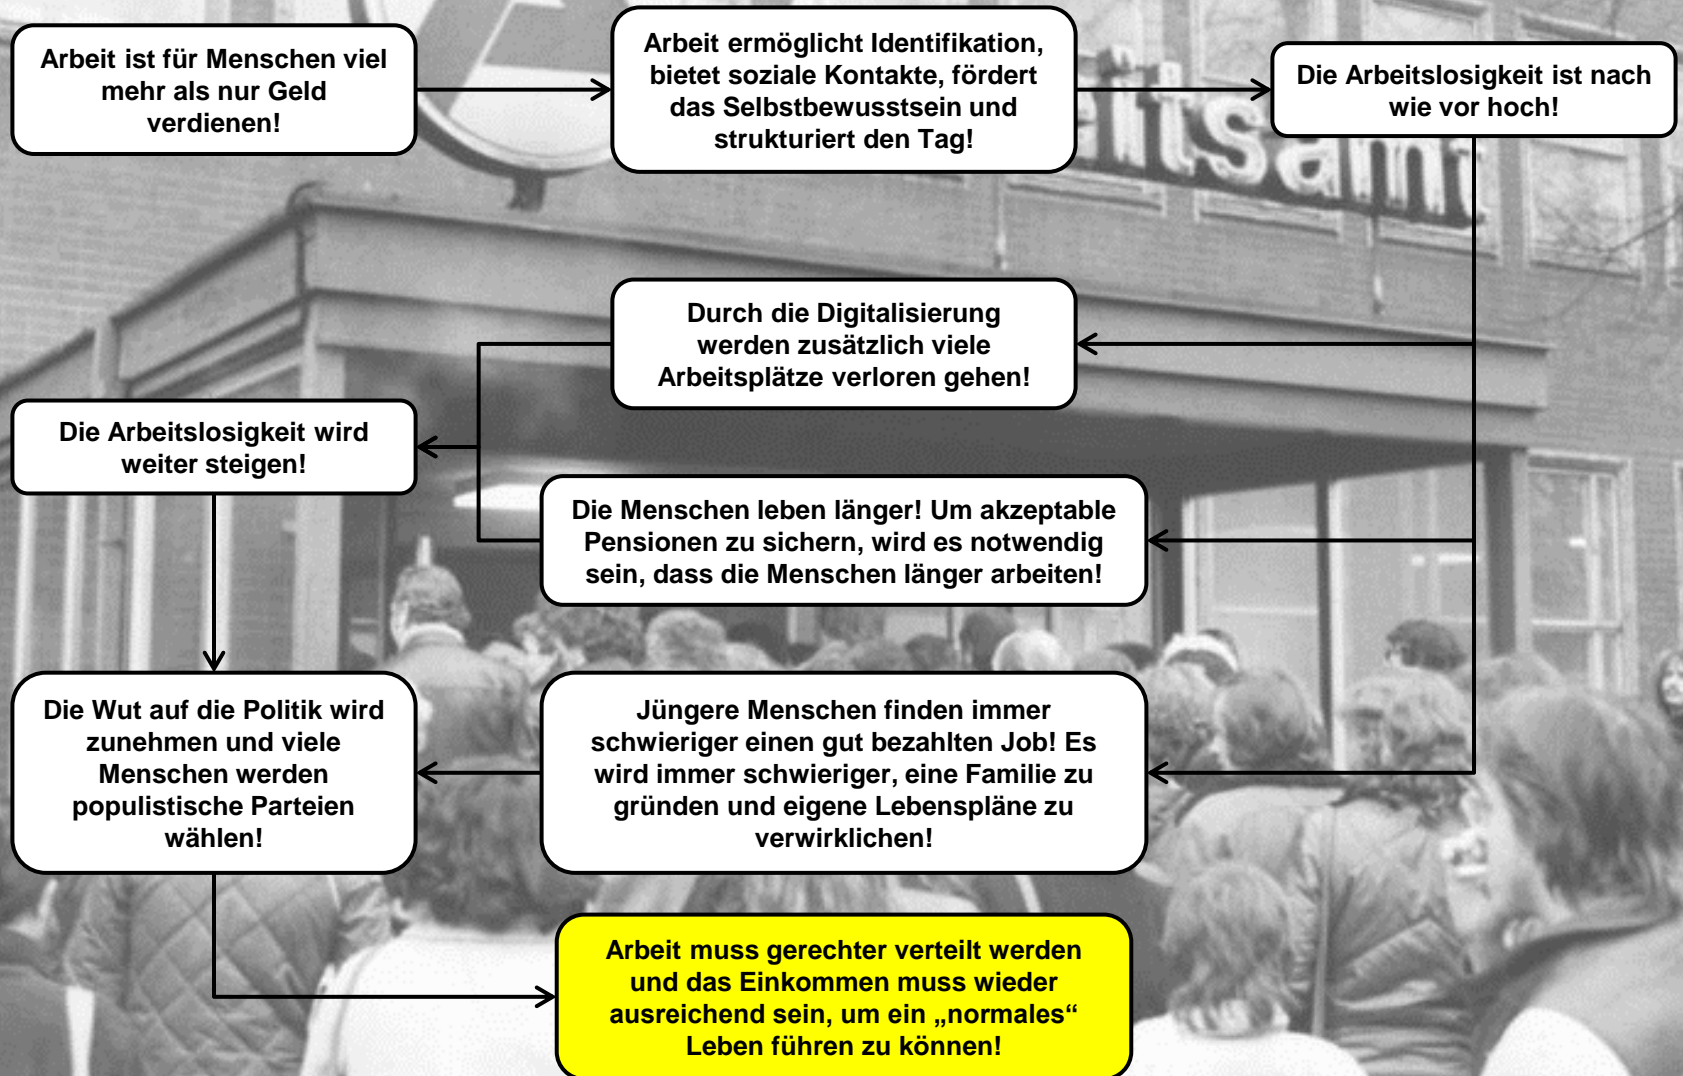 Arbeit ist für Menschen viel
mehr als nur Geld
verdienen!
Arbeit ermöglicht Identifikation,
bietet soziale Kontakte, fördert
das Selbstbewusstsein und
strukturiert den Tag!
Die Arbeitslosigkeit ist nach
wie vor hoch!
eitsamt
Durch die Digitalisierung
werden zusätzlich viele
Arbeitsplätze verloren gehen!
Die Arbeitslosigkeit wird
weiter steigen!
Die Menschen leben länger! Um akzeptable
Pensionen zu sichern, wird es notwendig
sein, dass die Menschen länger arbeiten!
Die Wut auf die Politik wird
zunehmen und viele
Menschen werden
populistische Parteien
wählen!
Jüngere Menschen finden immer
schwieriger einen gut bezahlten Job! Es
wird immer schwieriger, eine Familie zu
gründen und eigene Lebenspläne zu
verwirklichen!
Arbeit muss gerechter verteilt werden
und das Einkommen muss wieder
ausreichend sein, um ein „normales“
Leben führen zu können!